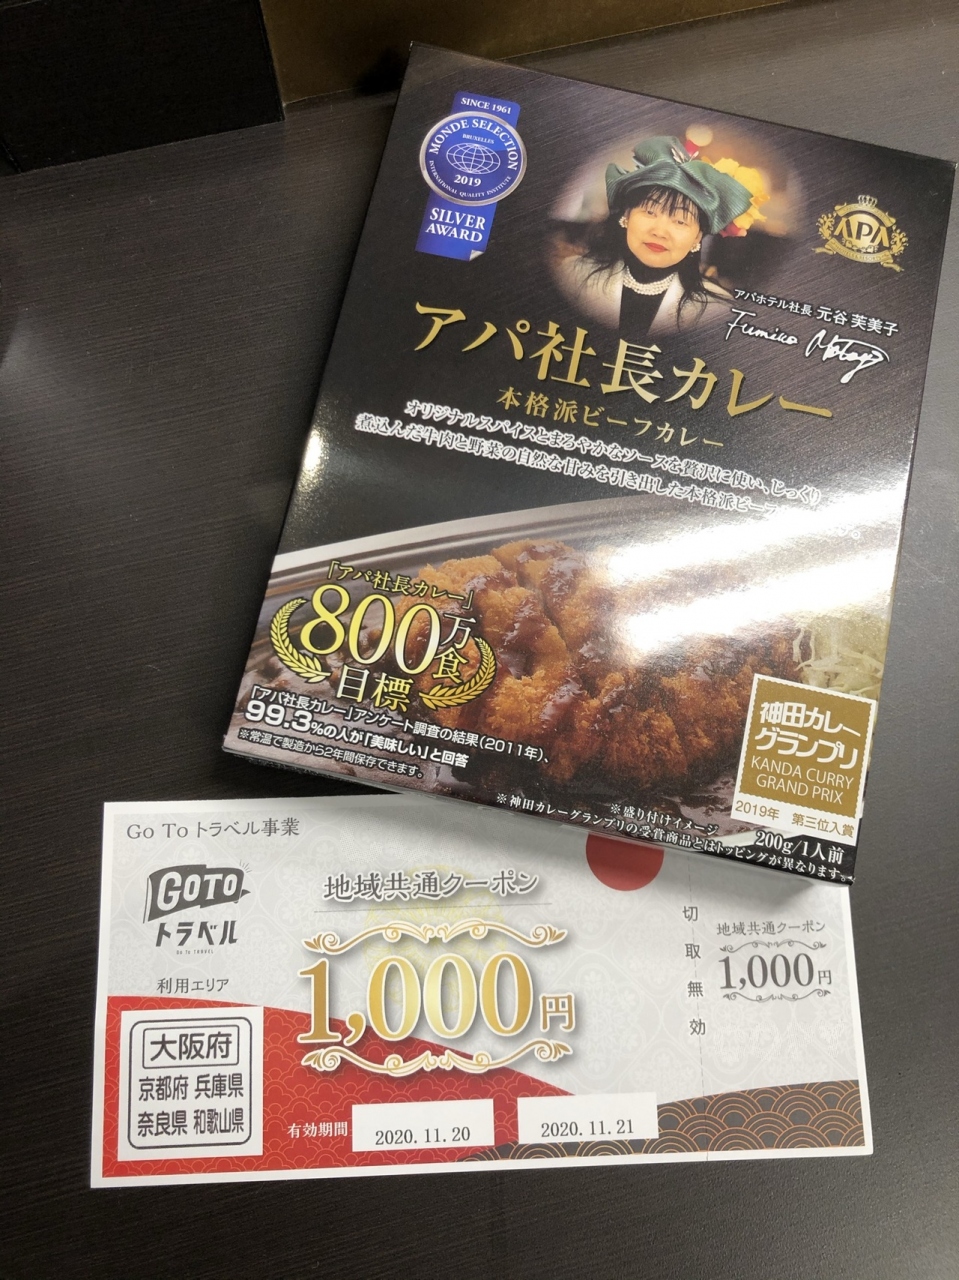 SINCE 1961
MONDE SELECTION
BRUXELLES
2019
INTERNATIONAL QUALITY INSTITUTE
SILVER
AWARD
APA
アパホテル社長 元谷 芙美子
Fumiko Motoya
アパ社長カレー
本格派ビーフカレー
オリジナルスパイスとまろやかなソースを贅沢に使い、じっくり
煮込んだ牛肉と野菜の自然な甘みを引き出した本格派ビーフ
「アパ社長カレー」
800万食
目標
「アパ社長カレー」アンケート調査の結果(2011年)、
99.3%の人が「美味しい」と回答
※常温で製造から2年間保存できます。
神田カレー
グランプリ
KANDA CURRY
GRAND PRIX
2019年 第三位入賞
※盛り付けイメージ
200g/1人前
※神田カレーグランプリの受賞商品とはトッピングが異なります。
Go To トラベル事業
GOTO
トラベル
Go To TRAVEL
利用エリア
大阪府
京都府 兵庫県
奈良県 和歌山県
地域共通クーポン
1,000円
有効期間
2020.11.20
2020.11.21
切取無効
地域共通クーポン
1,000円